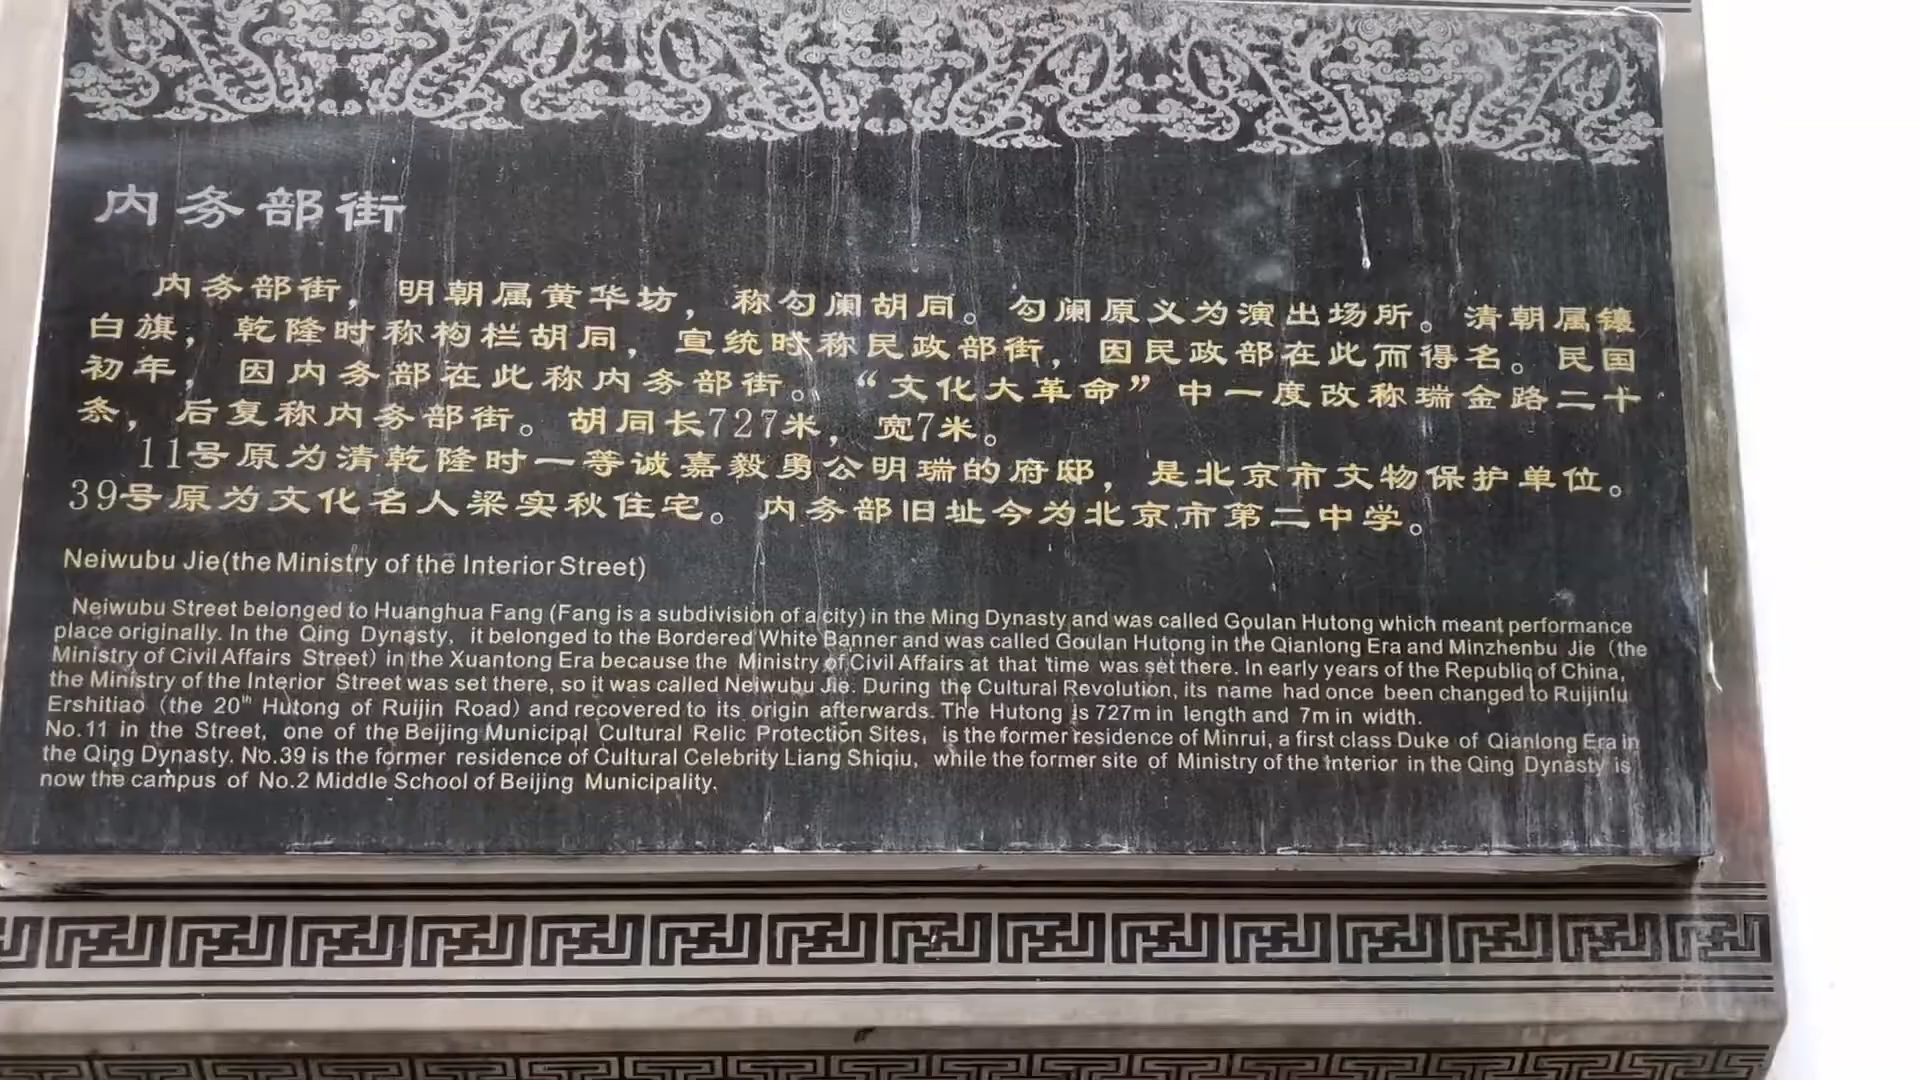 内务部街
内务部街，明朝属黄华坊，称勾阑胡同。勾阑原义为演出场所。清朝属镶
白旗，乾隆时称构栏胡同，宣统时称民政部街，因民政部在此而得名。民国
初年，因内务部在此称内务部街。“文化大革命”中一度改称瑞金路二十
条，后复称内务部街。胡同长727米，宽7米。
11号原为清乾隆时一等诚嘉毅勇公明瑞的府邸，是北京市文物保护单位。
39号原为文化名人梁实秋住宅。内务部旧址今为北京市第二中学。
Neiwubu Jie(the Ministry of the Interior Street)
Neiwubu Street belonged to Huanghua Fang (Fang is a subdivision of a city) in the Ming Dynasty and was called Goulan Hutong which meant performance
place originally. In the Qing Dynasty, it belonged to the Bordered White Banner and was called Goulan Hutong in the Qianlong Era and Minzhenbu Jie (the
Ministry of Civil Affairs Street) in the Xuantong Era because the Ministry of Civil Affairs at that time was set there. In early years of the Republic of China,
the Ministry of the Interior Street was set there, so it was called Neiwubu Jie. During the Cultural Revolution, its name had once been changed to Ruijinlu
Ershitiao (the 20th Hutong of Ruijin Road) and recovered to its origin afterwards. The Hutong is 727m in length and 7m in width.
No.11 in the Street, one of the Beijing Municipal Cultural Relic Protection Sites, is the former residence of Minrui, a first class Duke of Qianlong Era in
the Qing Dynasty. No.39 is the former residence of Cultural Celebrity Liang Shiqiu, while the former site of Ministry of the Interior in the Qing Dynasty is
now the campus of No.2 Middle School of Beijing Municipality.